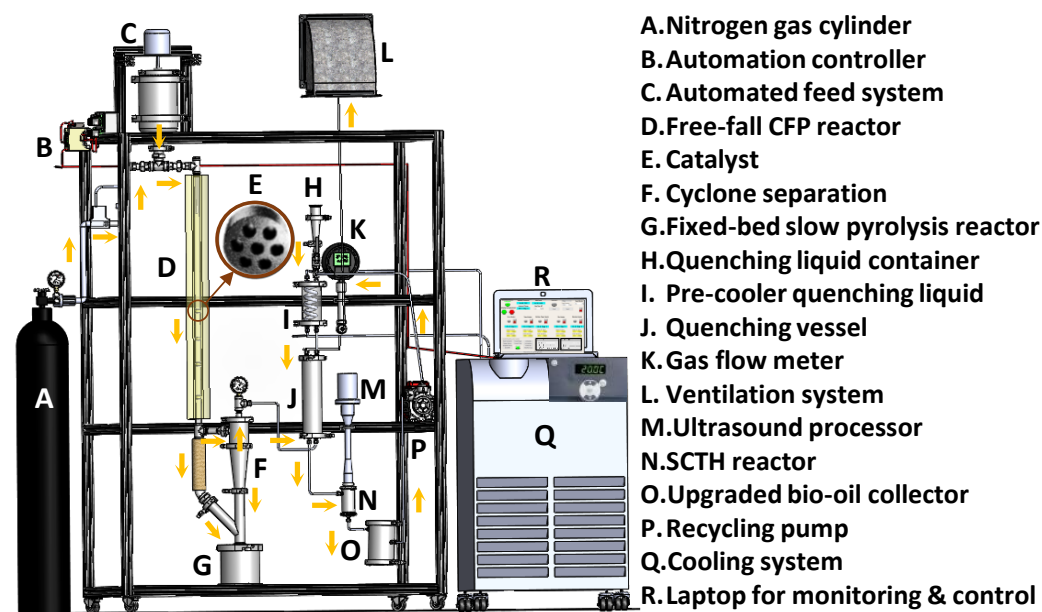 C
L
B
E
H
K
D
R
I
A
J
M
F
P
Q
N
O
G
20.0C
A.Nitrogen gas cylinder
B.Automation controller
C.Automated feed system
D.Free-fall CFP reactor
E. Catalyst
F. Cyclone separation
G.Fixed-bed slow pyrolysis reactor
H.Quenching liquid container
I. Pre-cooler quenching liquid
J. Quenching vessel
K.Gas flow meter
L. Ventilation system
M.Ultrasound processor
N.SCTH reactor
O.Upgraded bio-oil collector
P. Recycling pump
Q.Cooling system
R.Laptop for monitoring & control